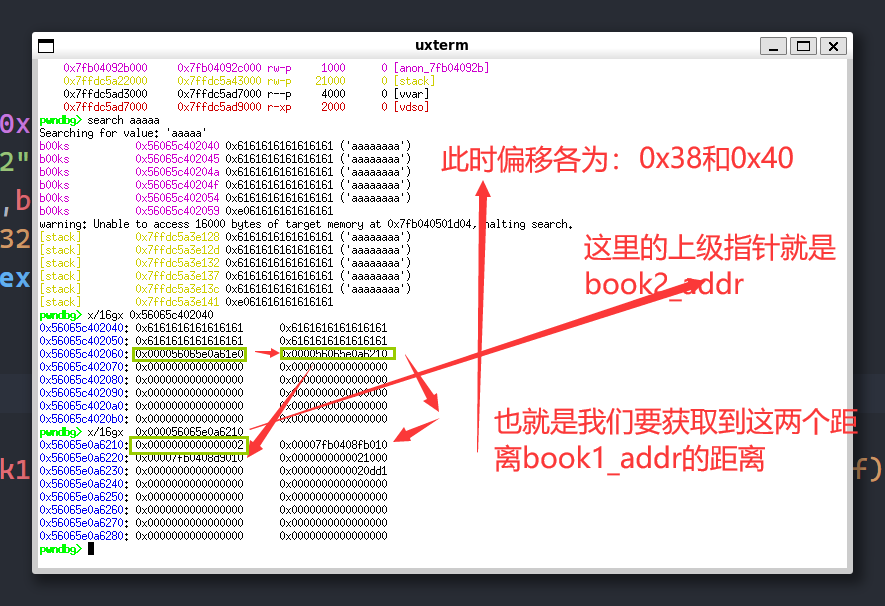 uxterm
0x7fb04092b000 0x7fb04092c000 rw-p 1000 0 [anon_7fb04092b]
0x7ffdc5a22000 0x7ffdc5a43000 rw-p 21000 0 [stack]
0x7ffdc5ad3000 0x7ffdc5ad7000 r--p 4000 0 [vvar]
0x7ffdc5ad7000 0x7ffdc5ad9000 r-xp 2000 0 [vdso]
pwndbg> search aaaaa
Searching for value: 'aaaaa'
b00ks 0x56065c402040 0x6161616161616161 ('aaaaaaaa')
b00ks 0x56065c402045 0x6161616161616161 ('aaaaaaaa')
b00ks 0x56065c40204a 0x6161616161616161 ('aaaaaaaa')
b00ks 0x56065c40204f 0x6161616161616161 ('aaaaaaaa')
b00ks 0x56065c402054 0x6161616161616161 ('aaaaaaaa')
b00ks 0x56065c402059 0xe061616161616161
warning: Unable to access 16000 bytes of target memory at 0x7fb040501d04, halting search.
[stack] 0x7ffdc5a3e128 0x6161616161616161 ('aaaaaaaa')
[stack] 0x7ffdc5a3e12d 0x6161616161616161 ('aaaaaaaa')
[stack] 0x7ffdc5a3e132 0x6161616161616161 ('aaaaaaaa')
[stack] 0x7ffdc5a3e137 0x6161616161616161 ('aaaaaaaa')
[stack] 0x7ffdc5a3e13c 0x6161616161616161 ('aaaaaaaa')
[stack] 0x7ffdc5a3e141 0xe061616161616161
pwndbg> x/16gx 0x56065c402040
0x56065c402040: 0x6161616161616161 0x6161616161616161
0x56065c402050: 0x6161616161616161 0x6161616161616161
0x56065c402060: 0x000056065e0a61e0 0x000056065e0a6210
0x56065c402070: 0x0000000000000000 0x0000000000000000
0x56065c402080: 0x0000000000000000 0x0000000000000000
0x56065c402090: 0x0000000000000000 0x0000000000000000
0x56065c4020a0: 0x0000000000000000 0x0000000000000000
0x56065c4020b0: 0x0000000000000000 0x0000000000000000
pwndbg> x/16gx 0x000056065e0a6210
0x56065e0a6210: 0x0000000000000002 0x00007fb0408fb010
0x56065e0a6220: 0x00007fb0408d9010 0x0000000000021000
0x56065e0a6230: 0x0000000000000000 0x0000000000020dd1
0x56065e0a6240: 0x0000000000000000 0x0000000000000000
0x56065e0a6250: 0x0000000000000000 0x0000000000000000
0x56065e0a6260: 0x0000000000000000 0x0000000000000000
0x56065e0a6270: 0x0000000000000000 0x0000000000000000
0x56065e0a6280: 0x0000000000000000 0x0000000000000000
pwndbg>
此时偏移各为：0x38和0x40
这里的上级指针就是
book2_addr
也就是我们要获取到这两个距
离book1_addr的距离
0x
2"
,b
32
ex
k1
f)